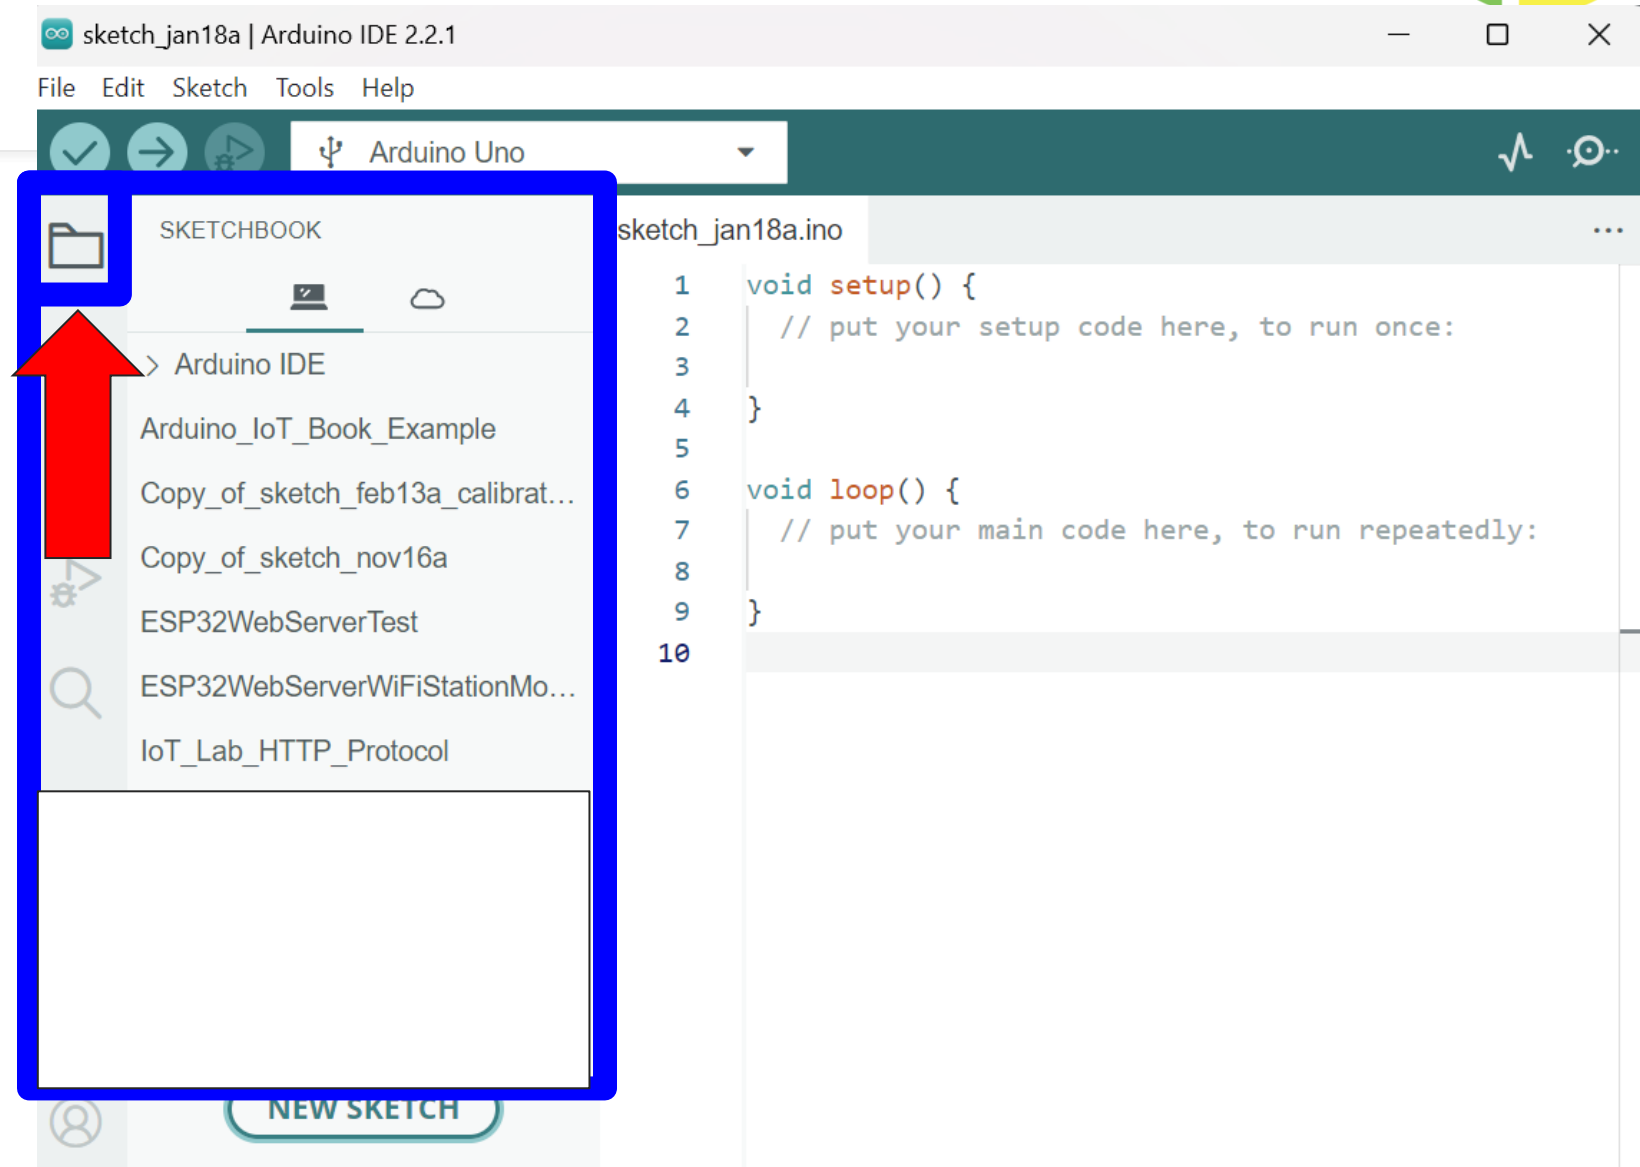 sketch_jan18a | Arduino IDE 2.2.1
File Edit Sketch Tools Help
Arduino Uno
SKETCHBOOK
> Arduino IDE
Arduino_IoT_Book_Example
Copy_of_sketch_feb13a_calibrat...
Copy_of_sketch_nov16a
ESP32WebServerTest
ESP32WebServerWiFiStationMo...
IoT_Lab_HTTP_Protocol
NEW SKETCH
sketch_jan18a.ino
1 void setup() {
2 // put your setup code here, to run once:
3
4 }
5
6 void loop() {
7 // put your main code here, to run repeatedly:
8
9 }
10